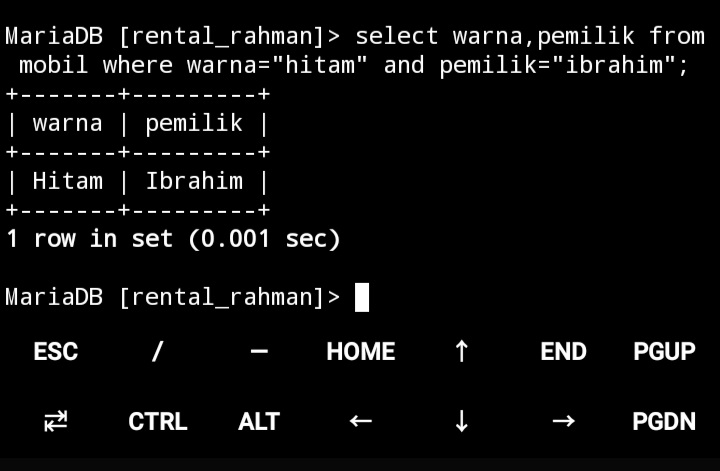 MariaDB [rental_rahman]> select warna,pemilik from
mobil where warna="hitam" and pemilik="ibrahim";
+-------+---------+
| warna | pemilik |
+-------+---------+
| Hitam | Ibrahim |
+-------+---------+
1 row in set (0.001 sec)
MariaDB [rental_rahman]>
ESC / — HOME ↑ END PGUP
⇄ CTRL ALT ← ↓ → PGDN